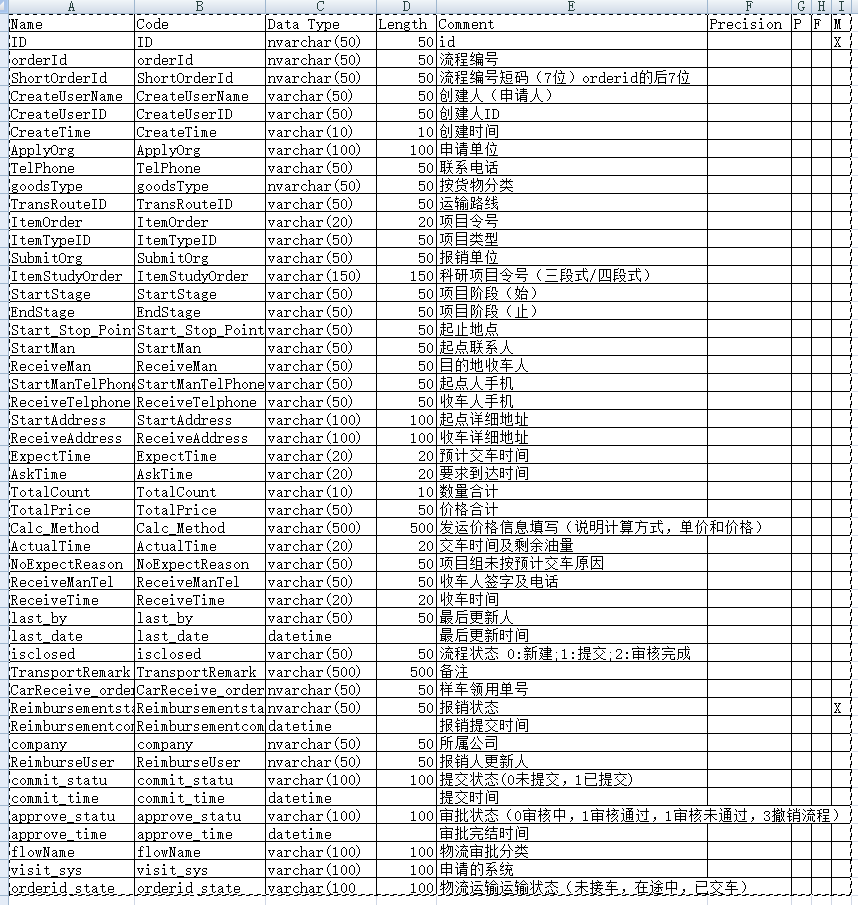 A B C D E F G H I
Name Code Data Type Length Comment Precision P F M
ID ID nvarchar(50) 50 id X
orderId orderId nvarchar(50) 50 流程编号
ShortOrderId ShortOrderId nvarchar(50) 50 流程编号短码（7位）orderid的后7位
CreateUserName CreateUserName varchar(50) 50 创建人（申请人）
CreateUserID CreateUserID varchar(50) 50 创建人ID
CreateTime CreateTime varchar(10) 10 创建时间
ApplyOrg ApplyOrg varchar(100) 100 申请单位
TelPhone TelPhone varchar(50) 50 联系电话
goodsType goodsType nvarchar(50) 50 按货物分类
TransRouteID TransRouteID varchar(50) 50 运输路线
ItemOrder ItemOrder varchar(20) 20 项目令号
ItemTypeID ItemTypeID varchar(50) 50 项目类型
SubmitOrg SubmitOrg varchar(50) 50 报销单位
ItemStudyOrder ItemStudyOrder varchar(150) 150 科研项目令号（三段式/四段式）
StartStage StartStage varchar(50) 50 项目阶段（始）
EndStage EndStage varchar(50) 50 项目阶段（止）
Start_Stop_Poin Start_Stop_Point varchar(50) 50 起止地点
StartMan StartMan varchar(50) 50 起点联系人
ReceiveMan ReceiveMan varchar(50) 50 目的地收车人
StartManTelPhone StartManTelPhone varchar(50) 50 起点人手机
ReceiveTelphone ReceiveTelphone varchar(50) 50 收车人手机
StartAddress StartAddress varchar(100) 100 起点详细地址
ReceiveAddress ReceiveAddress varchar(100) 100 收车详细地址
ExpectTime ExpectTime varchar(20) 20 预计交车时间
AskTime AskTime varchar(20) 20 要求到达时间
TotalCount TotalCount varchar(10) 10 数量合计
TotalPrice TotalPrice varchar(50) 50 价格合计
Calc_Method Calc_Method varchar(500) 500 发运价格信息填写（说明计算方式，单价和价格）
ActualTime ActualTime varchar(20) 20 交车时间及剩余油量
NoExpectReason NoExpectReason varchar(50) 50 项目组未按预计交车原因
ReceiveManTel ReceiveManTel varchar(50) 50 收车人签字及电话
ReceiveTime ReceiveTime varchar(20) 20 收车时间
last_by last_by varchar(50) 50 最后更新人
last_date last_date datetime 最后更新时间
isclosed isclosed varchar(50) 50 流程状态 0:新建;1:提交;2:审核完成
TransportRemark TransportRemark varchar(500) 500 备注
CarReceive_orde CarReceive_order nvarchar(50) 50 样车领用单号
Reimbursementsta Reimbursementsta nvarchar(50) 50 报销状态 X
Reimbursementcom Reimbursementcom datetime 报销提交时间
company company nvarchar(50) 50 所属公司
ReimburseUser ReimburseUser nvarchar(50) 50 报销人更新人
commit_statu commit_statu varchar(100) 100 提交状态(0未提交，1已提交)
commit_time commit_time datetime 提交时间
approve_statu approve_statu varchar(100) 100 审批状态（0审核中，1审核通过，1审核未通过，3撤销流程）
approve_time approve_time datetime 审批完结时间
flowName flowName varchar(100) 100 物流审批分类
visit_sys visit_sys varchar(100) 100 申请的系统
orderid_state orderid_state varchar(100 100 物流运输运输状态（未接车，在途中，已交车）